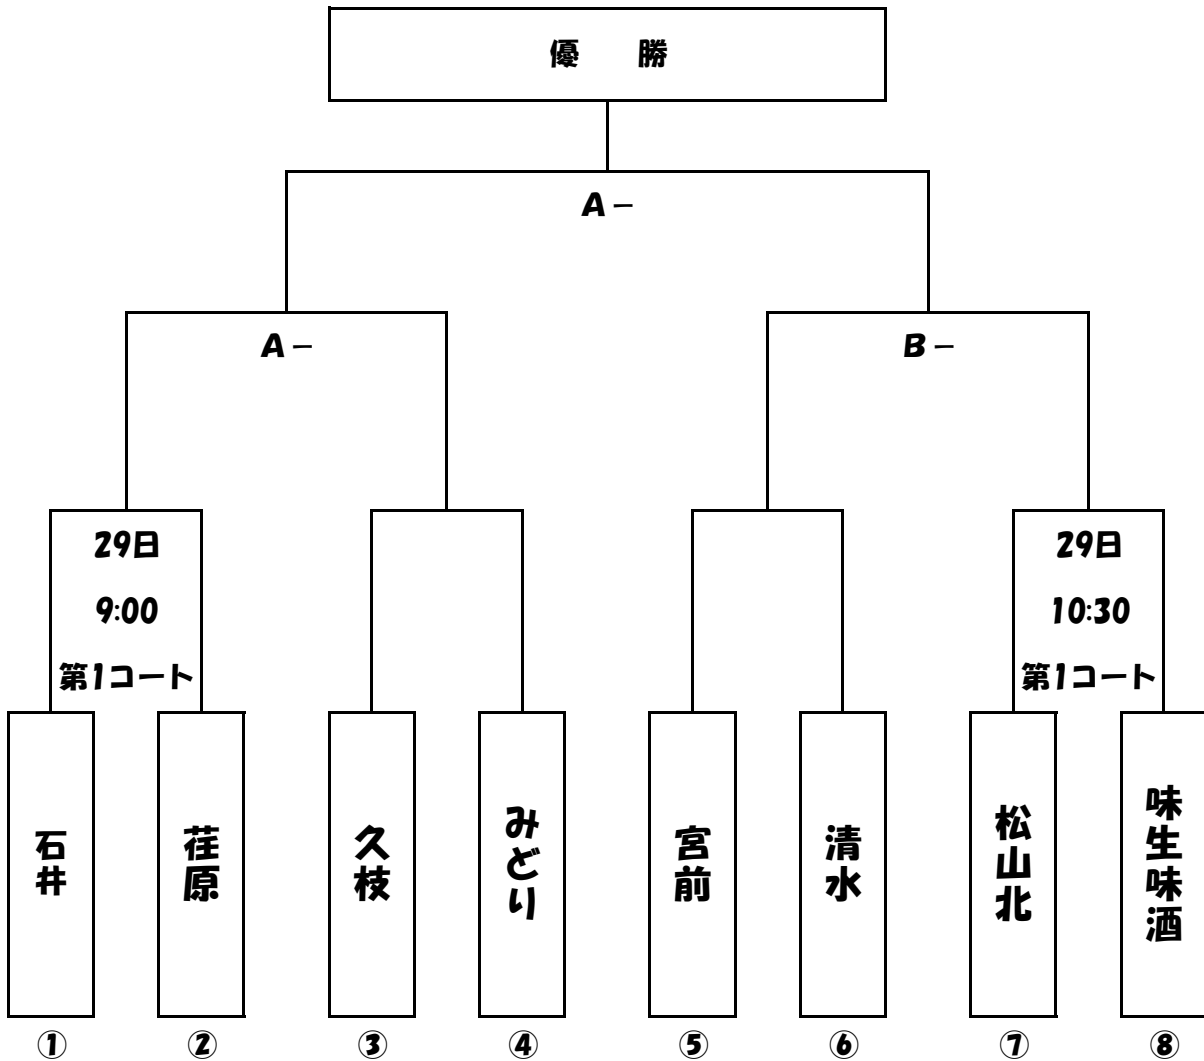 優　勝
A－
A－
B－
29日
9:00
第1コート
29日
10:30
第1コート
石井
荏原
久枝
みどり
宮前
清水
松山北
味生味酒
①
②
③
④
⑤
⑥
⑦
⑧